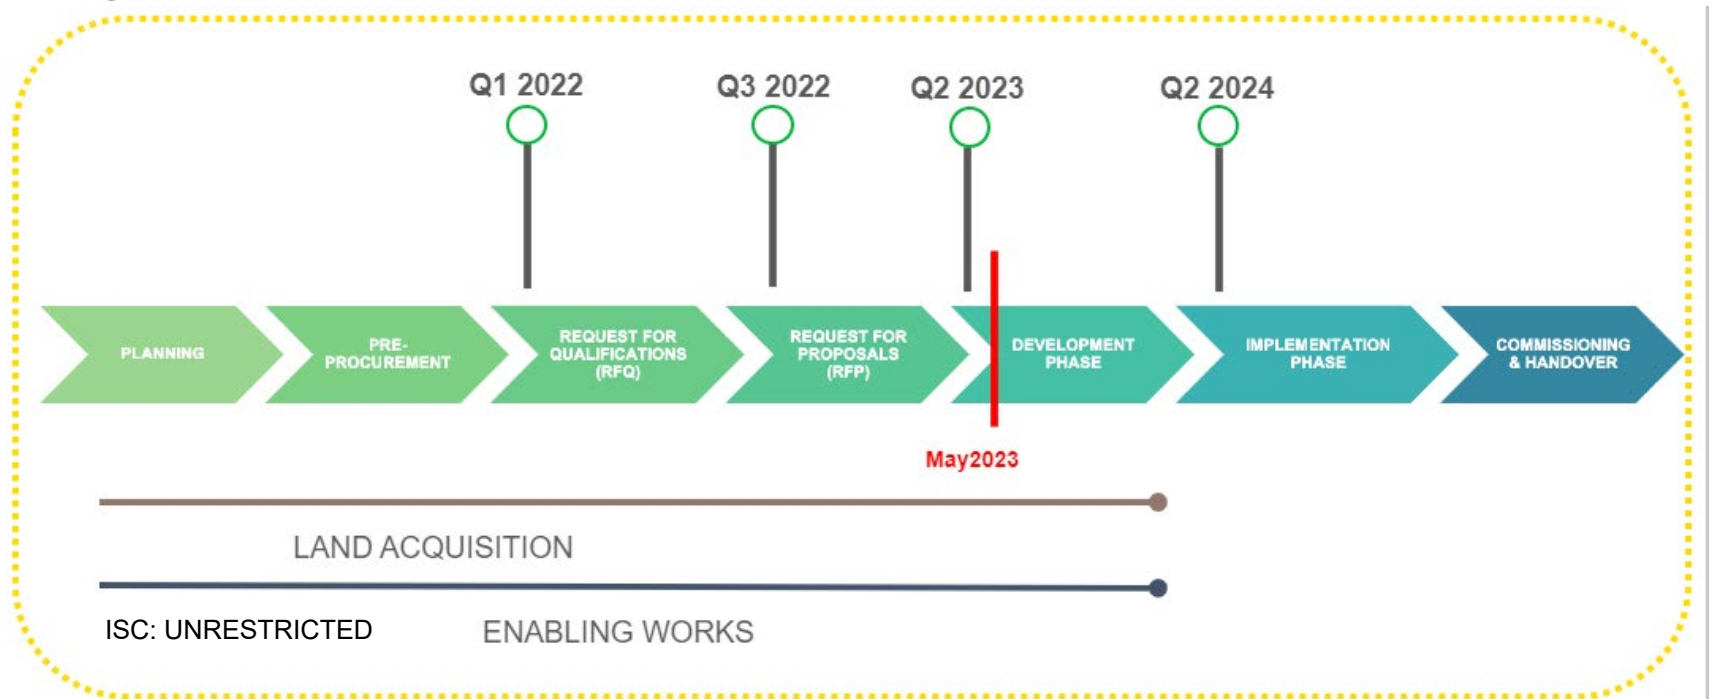 Q1 2022
Q3 2022
Q2 2023
Q2 2024
PLANNING
PRE-
PROCUREMENT
REQUEST FOR
QUALIFICATIONS
(RFQ)
REQUEST FOR
PROPOSALS
(RFP)
DEVELOPMENT
PHASE
IMPLEMENTATION
PHASE
COMMISSIONING
& HANDOVER
May2023
LAND ACQUISITION
ISC: UNRESTRICTED
ENABLING WORKS